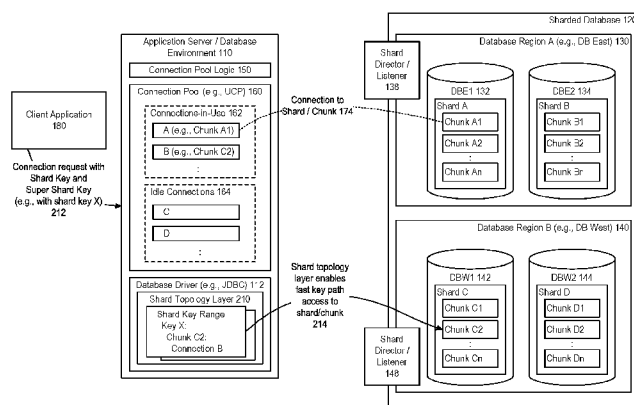 Sharded Database 120
Application Server / Database
Environment 110
Connection Pool Logic 150
Connection Poo (e.g., UCP) 160
Connections-in-Use 162
A (e.g., Chunk A1)
B (e.g., Chunk C2)
:
Idle Connections 164
C
D
:
Database Driver (e.g., JDBC) 112
Shard Topology Layer 210
Shard Key Range
Key X:
Chunk C2:
Connection B
Client Application
180
Connection request with
Shard Key and
Super Shard Key
(e.g., with shard key X)
212
Connection to
Shard / Chunk 174
Shard topology
layer enables
fast key path
access to
shard/chunk
214
Shard
Director /
Listener
138
Database Region A (e.g., DB East) 130
DBE1 132
Shard A
Chunk A1
Chunk A2
:
Chunk An
DBE2 134
Shard B
Chunk B1
Chunk B2
:
Chunk Bn
Database Region B (e.g., DB West) 140
DBW1 142
Shard C
Chunk C1
Chunk C2
:
Chunk Cn
DBW2 144
Shard D
Chunk D1
Chunk D2
:
Chunk Dn
Shard
Director /
Listener
148